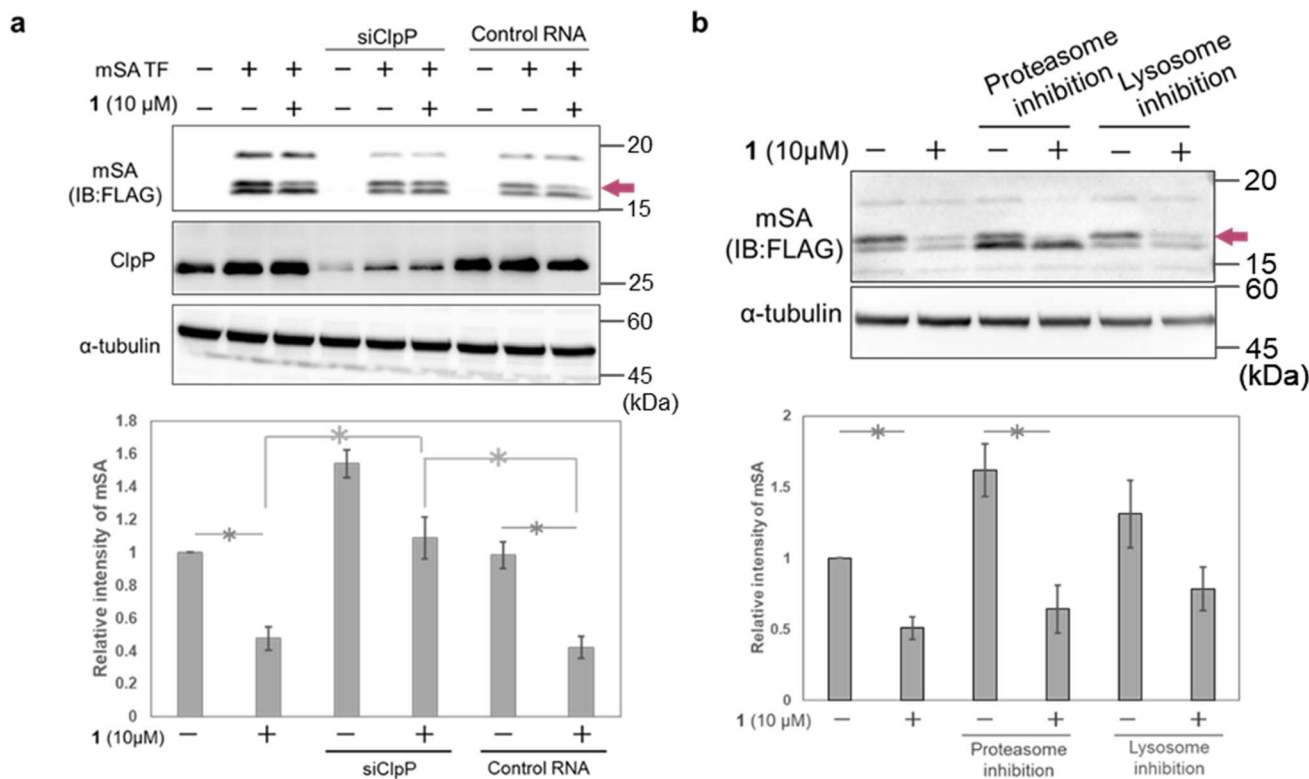 a
siClpP Control RNA
mSA TF − + + − + + − + +
1 (10 µM) − − + − − + − − +
mSA
(IB:FLAG)
20
15
ClpP
25
α-tubulin
60
45
(kDa)
Relative intensity of mSA
1.8
1.6
1.4
1.2
1
0.8
0.6
0.4
0.2
0
*
*
*
*
1 (10µM) − + − + − +
siClpP Control RNA
b
Proteasome
inhibition
Lysosome
inhibition
1 (10µM) − + − + − +
mSA
(IB:FLAG)
20
15
α-tubulin
60
45
(kDa)
Relative intensity of mSA
2
1.5
1
0.5
0
*
*
1 (10 µM) − + − + − +
Proteasome
inhibition
Lysosome
inhibition